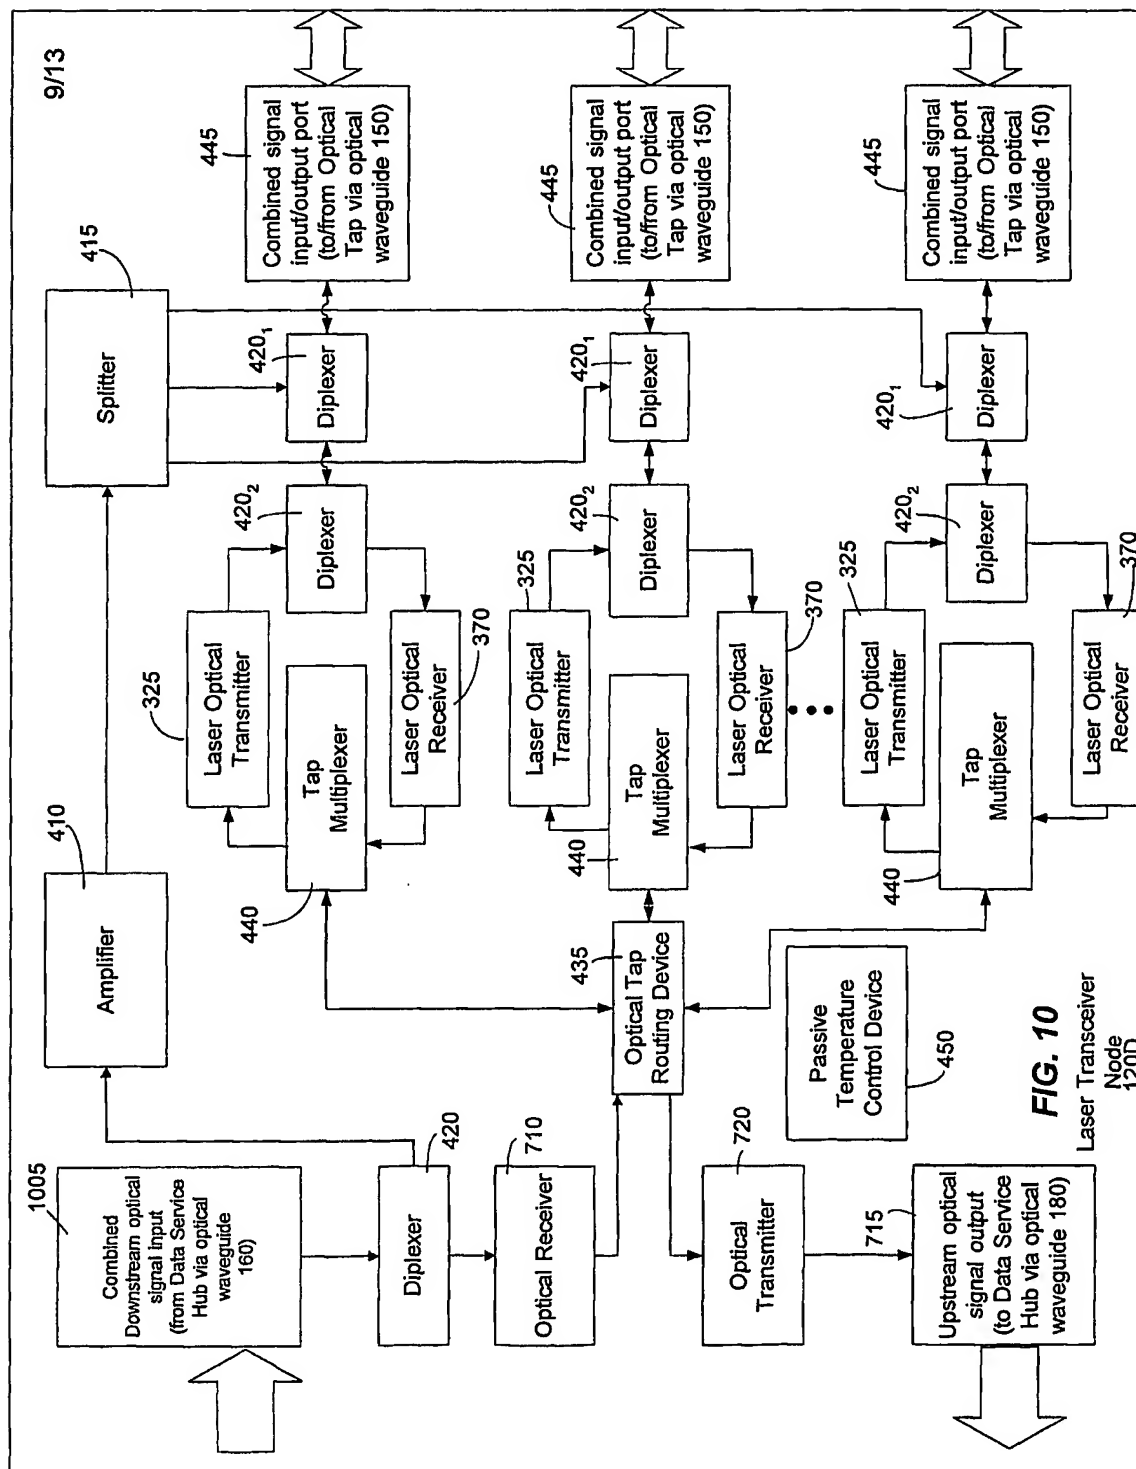 9/13
1005
Combined
Downstream optical
signal input
(from Data Service
Hub via optical
waveguide
160)
410
Amplifier
415
Splitter
420
Diplexer
710
Optical Receiver
435
Optical Tap
Routing Device
720
Optical
Transmitter
715
Upstream optical
signal output
(to Data Service
Hub via optical
waveguide 180)
325
Laser Optical
Transmitter
440
Tap
Multiplexer
370
Laser Optical
Receiver
420₂
Diplexer
420₁
Diplexer
445
Combined signal
input/output port
(to/from Optical
Tap via optical
waveguide 150)
325
Laser Optical
Transmitter
440
Tap
Multiplexer
370
Laser Optical
Receiver
420₂
Diplexer
420₁
Diplexer
445
Combined signal
input/output port
(to/from Optical
Tap via optical
waveguide 150)
325
Laser Optical
Transmitter
440
Tap
Multiplexer
370
Laser Optical
Receiver
420₂
Diplexer
420₁
Diplexer
445
Combined signal
input/output port
(to/from Optical
Tap via optical
waveguide 150)
Passive
Temperature
Control Device
450
FIG. 10
Laser Transceiver
Node
120D